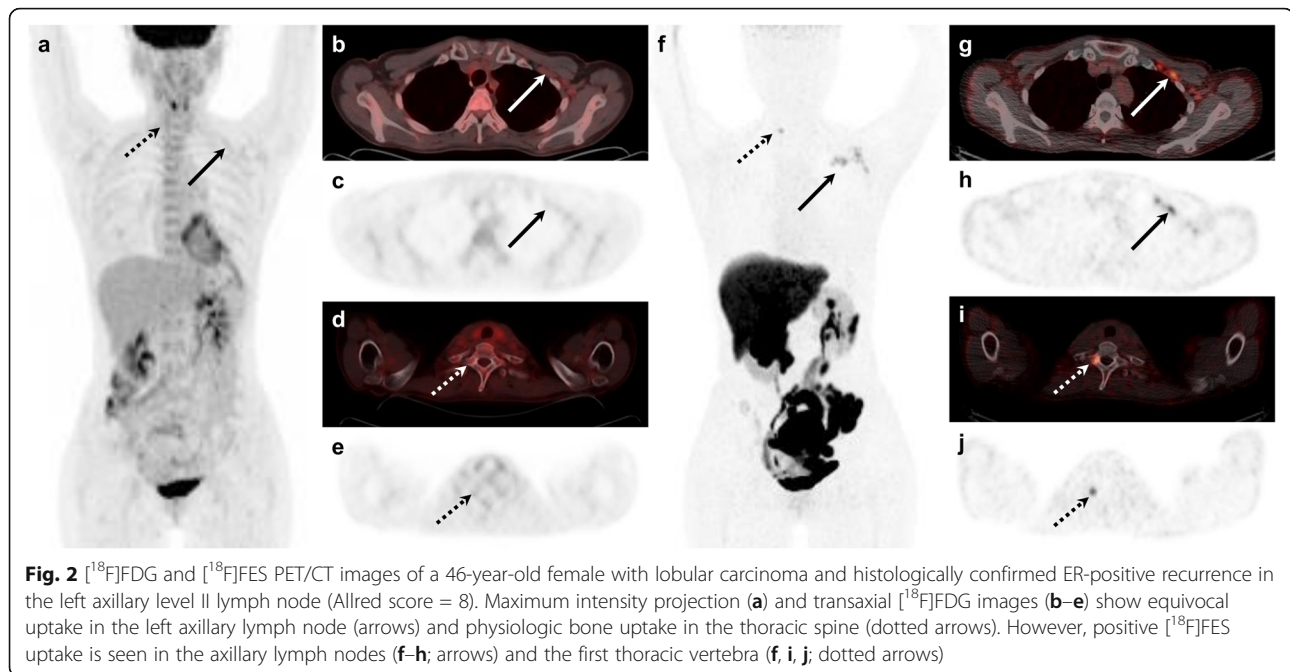 a
b
c
d
e
f
g
h
i
j
Fig. 2 [¹⁸F]FDG and [¹⁸F]FES PET/CT images of a 46-year-old female with lobular carcinoma and histologically confirmed ER-positive recurrence in
the left axillary level II lymph node (Allred score = 8). Maximum intensity projection (a) and transaxial [¹⁸F]FDG images (b–e) show equivocal
uptake in the left axillary lymph node (arrows) and physiologic bone uptake in the thoracic spine (dotted arrows). However, positive [¹⁸F]FES
uptake is seen in the axillary lymph nodes (f–h; arrows) and the first thoracic vertebra (f, i, j; dotted arrows)